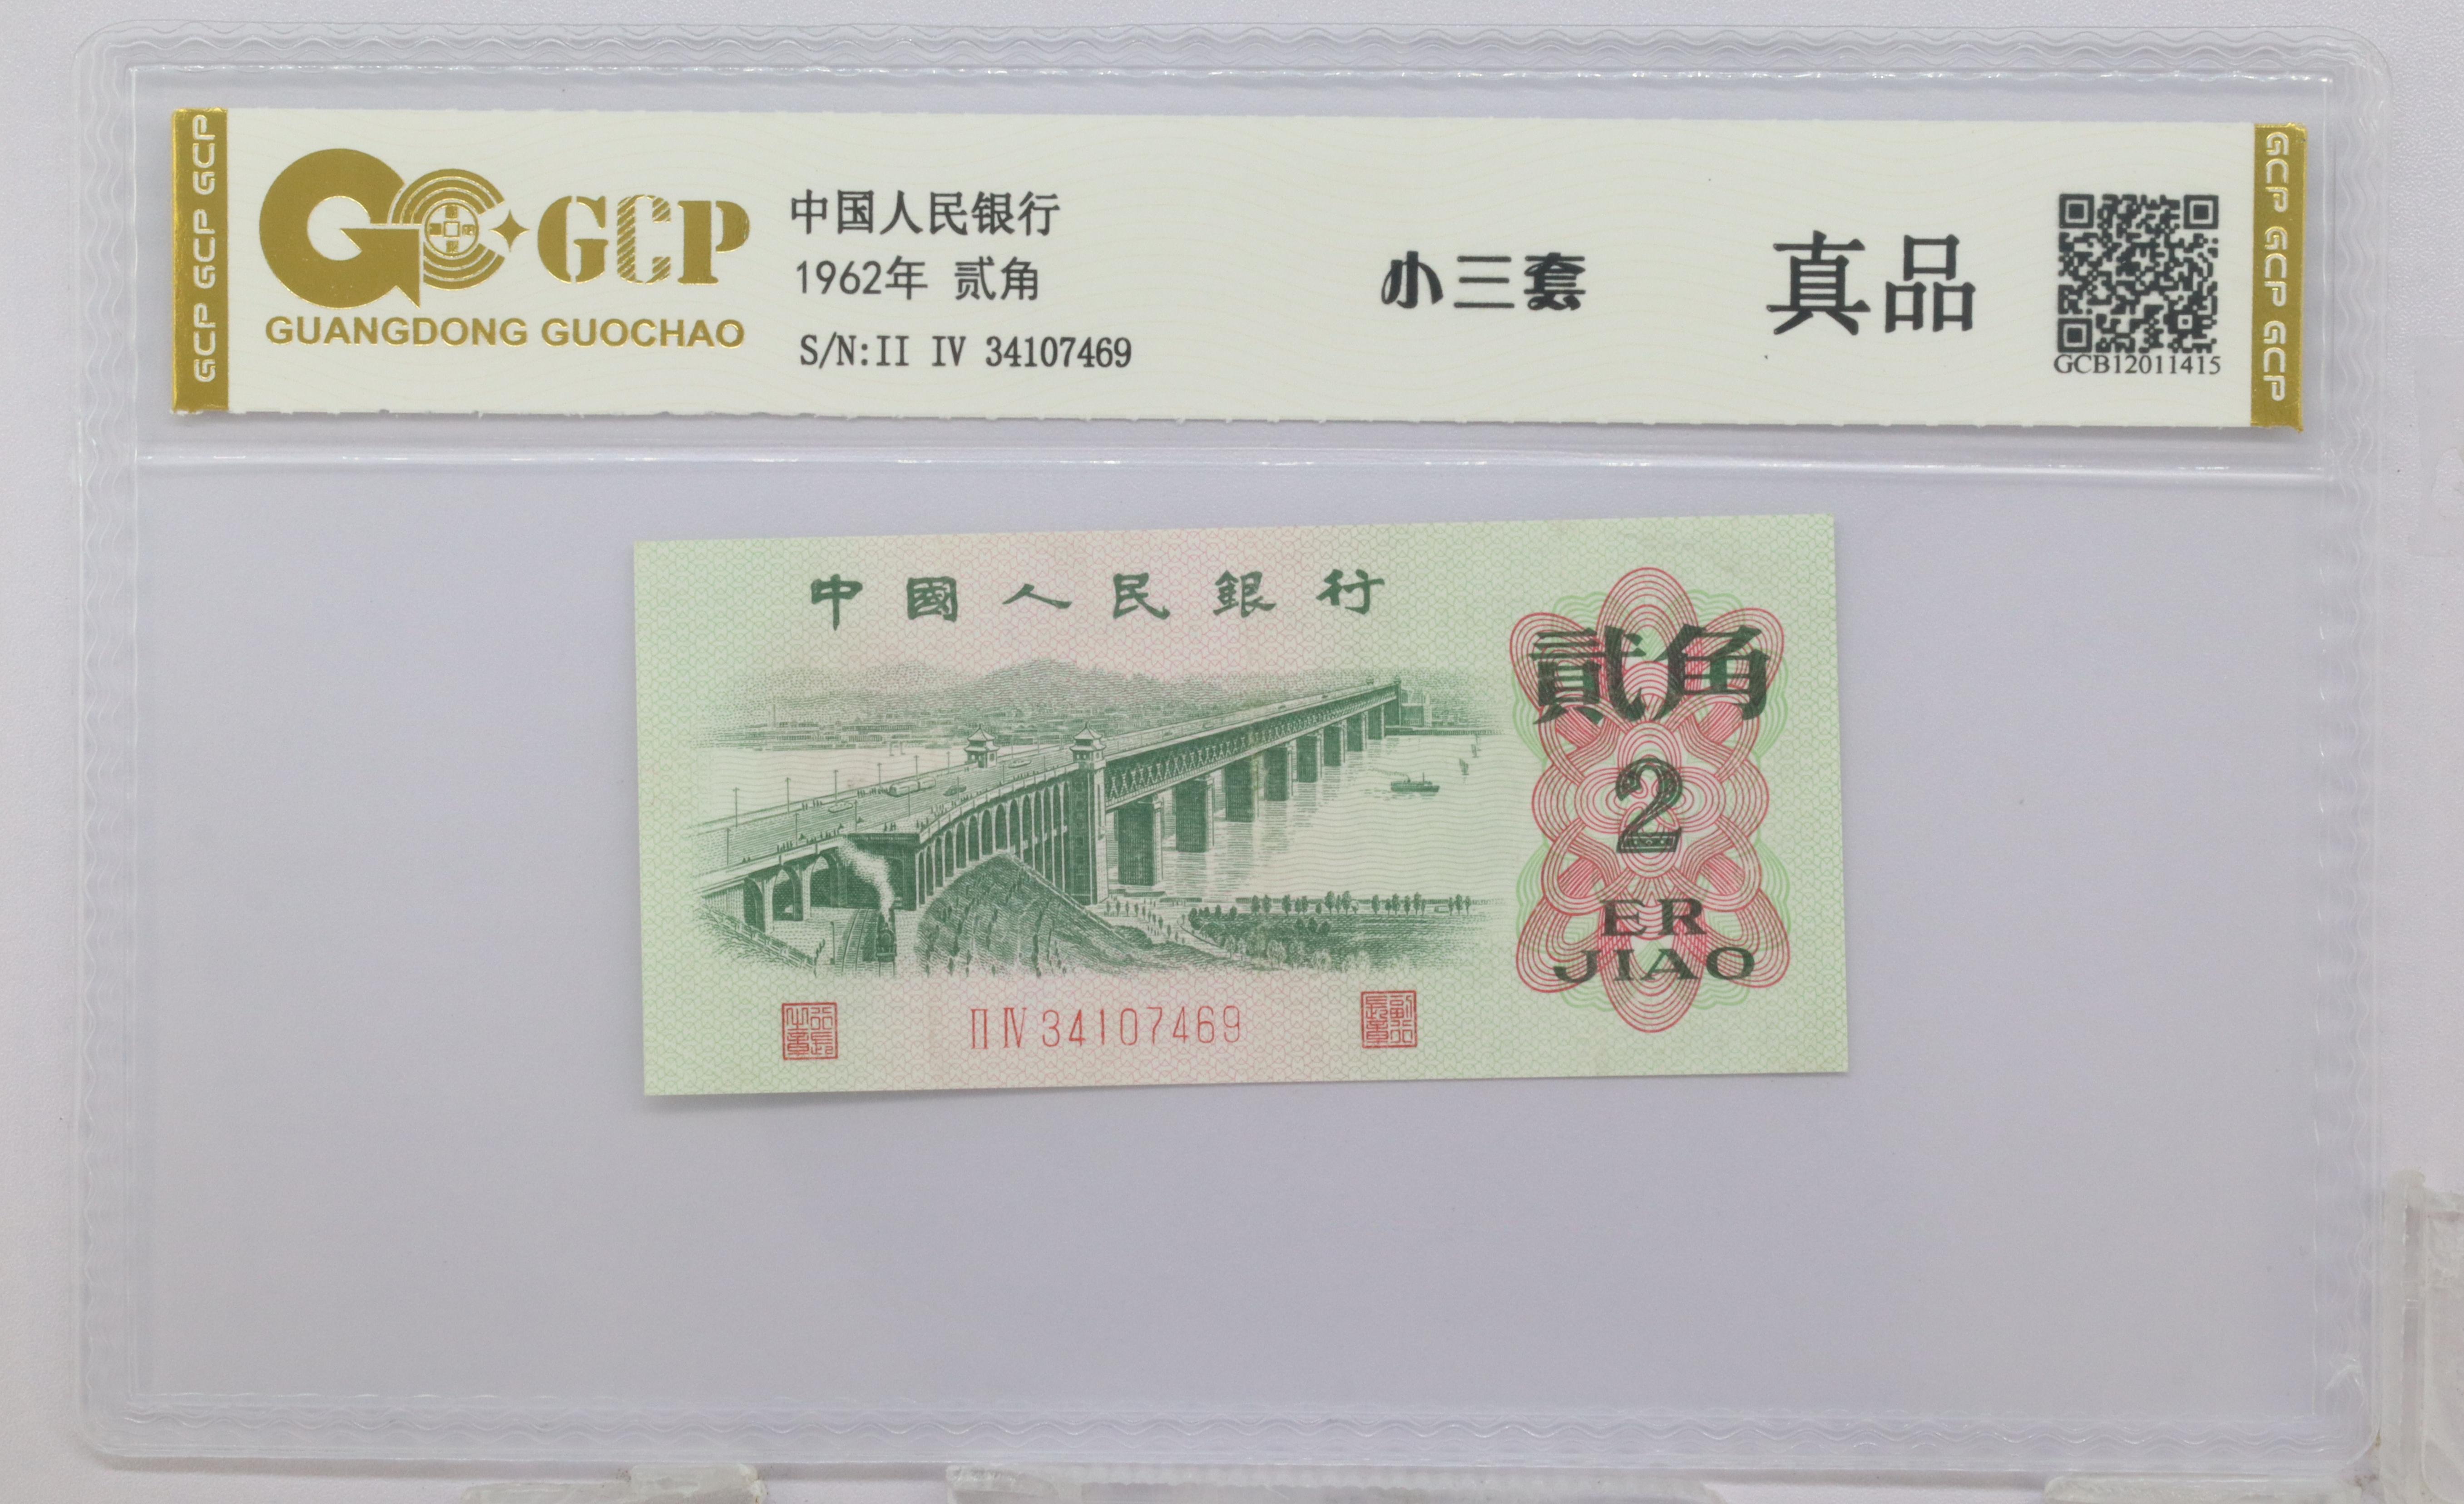 GCP GCP GCP
GCP
GUANGDONG GUOCHAO
中国人民银行
1962年 贰角
S/N:II IV 34107469
小三套
真品
GCB12011415
GCP GCP GCP
中國人民銀行
貳角
2
ER
JIAO
II IV 34107469